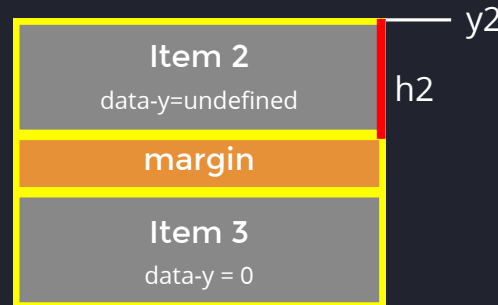 y2
Item 2
data-y=undefined
h2
margin
Item 3
data-y = 0